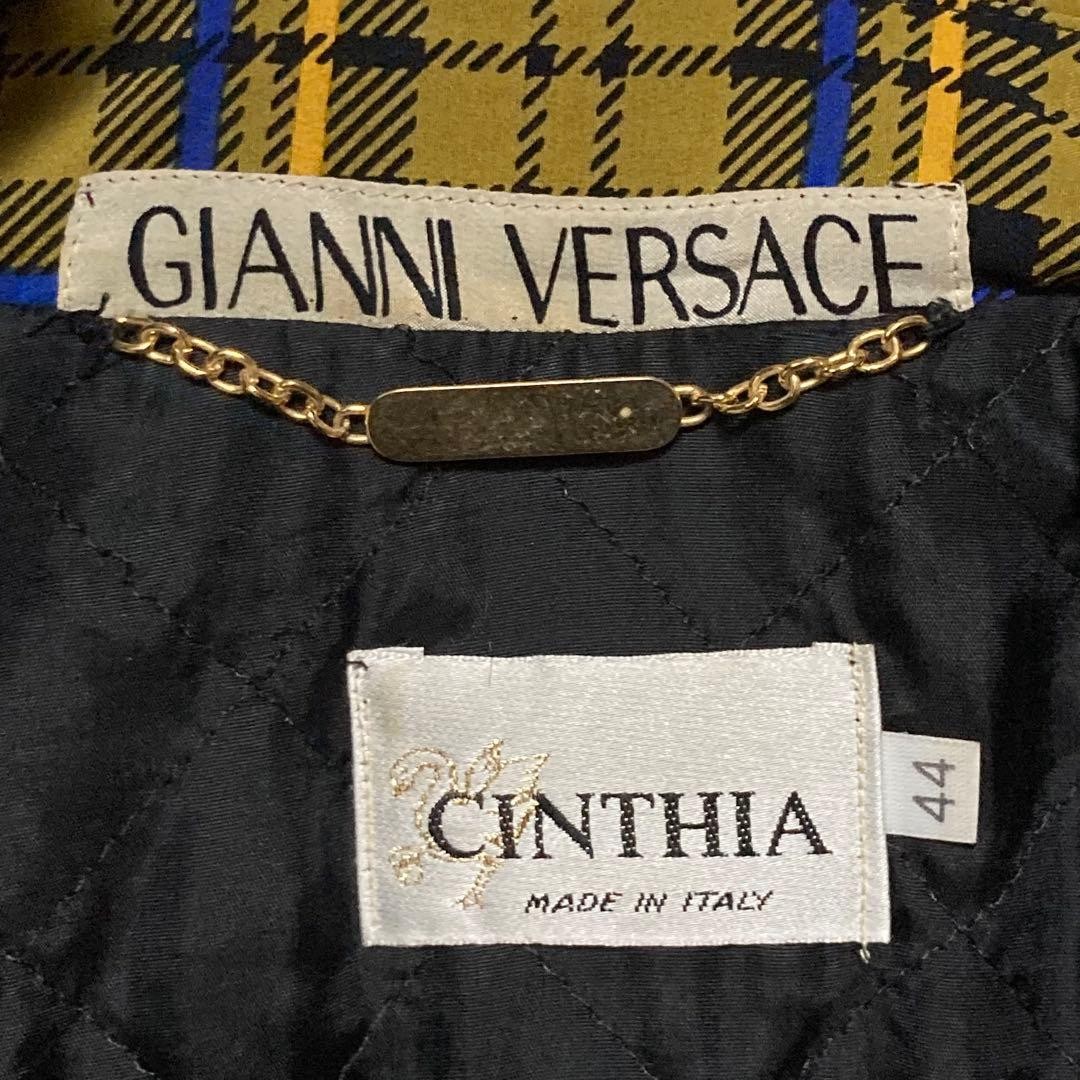 GIANNI VERSACE
CINTHIA
MADE IN ITALY
44